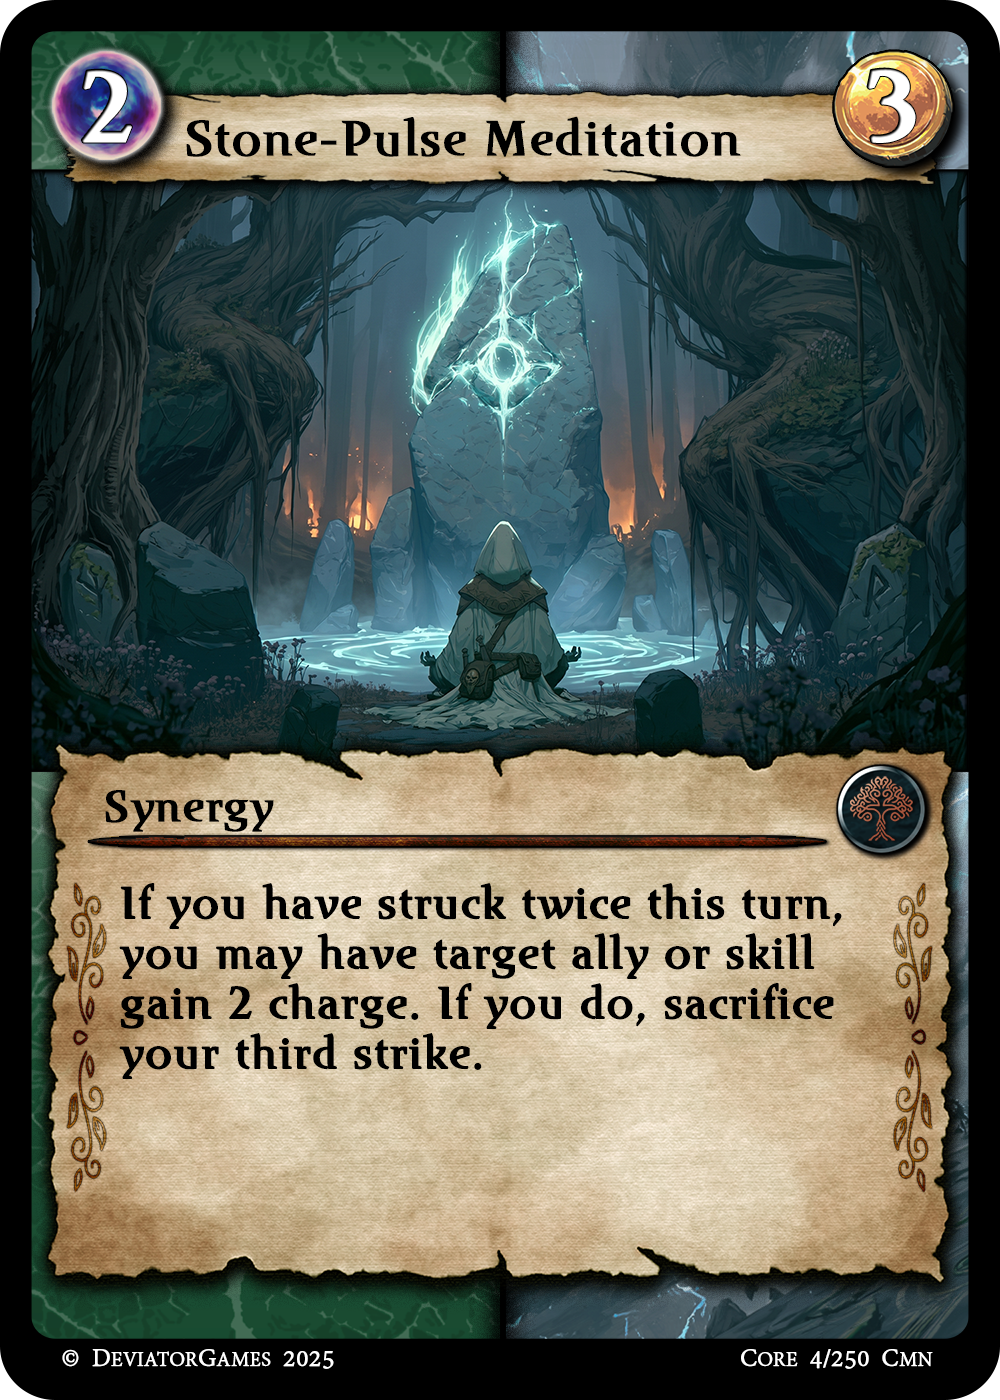 2
Stone-Pulse Meditation
3
Synergy
If you have struck twice this turn,
you may have target ally or skill
gain 2 charge. If you do, sacrifice
your third strike.
© DeviatorGames 2025
Core 4/250 Cmn